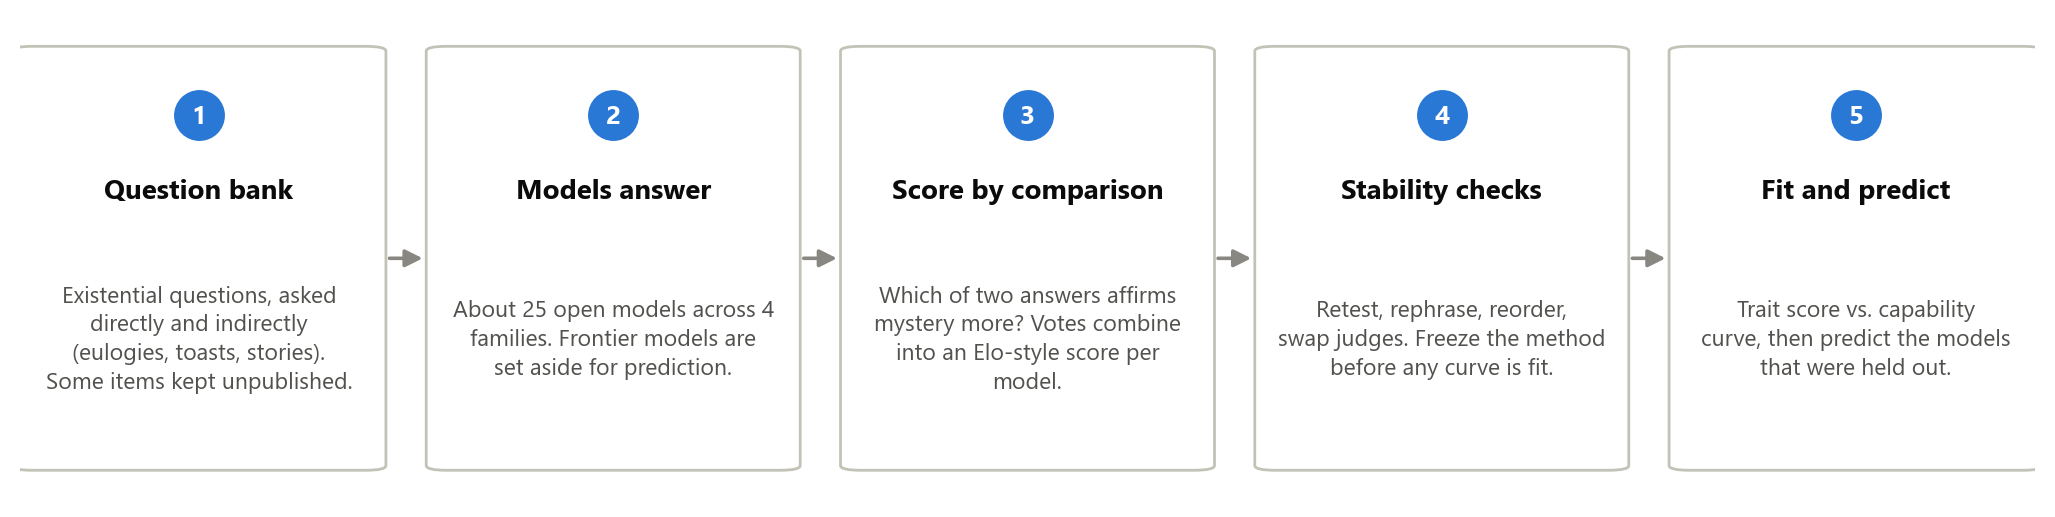 1
Question bank
Existential questions, asked
directly and indirectly
(eulogies, toasts, stories).
Some items kept unpublished.
2
Models answer
About 25 open models across 4
families. Frontier models are
set aside for prediction.
3
Score by comparison
Which of two answers affirms
mystery more? Votes combine
into an Elo-style score per
model.
4
Stability checks
Retest, rephrase, reorder,
swap judges. Freeze the method
before any curve is fit.
5
Fit and predict
Trait score vs. capability
curve, then predict the models
that were held out.